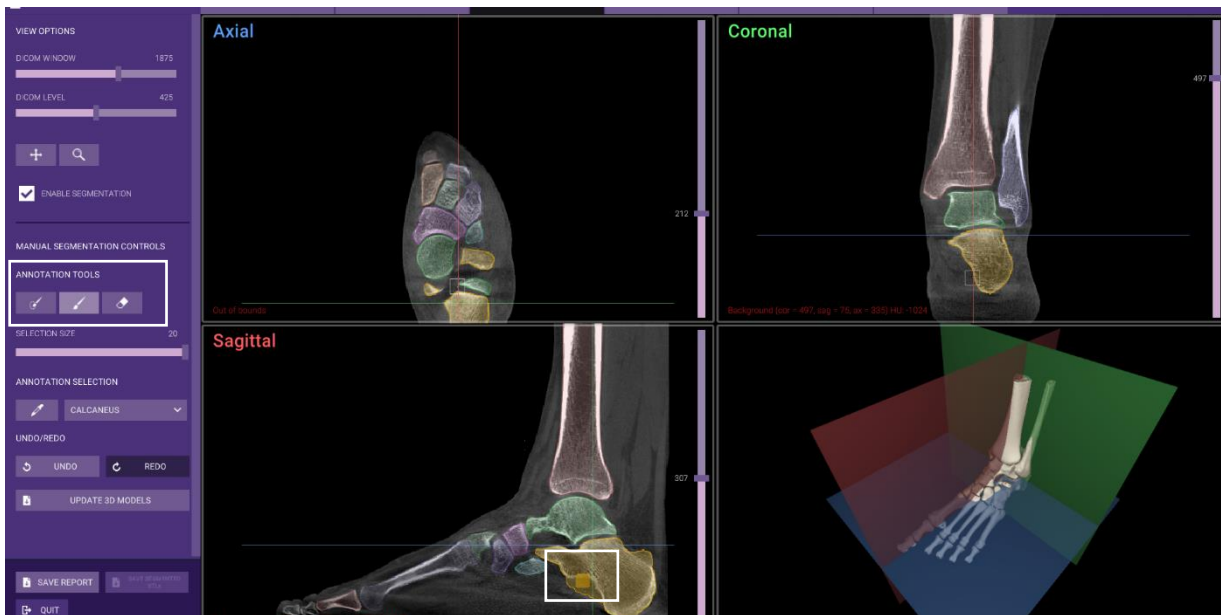 VIEW OPTIONS
DICOM WINDOW 1875
DICOM LEVEL 425
ENABLE SEGMENTATION
MANUAL SEGMENTATION CONTROLS
ANNOTATION TOOLS
SELECTION SIZE 20
ANNOTATION SELECTION
CALCANEUS
UNDO/REDO
UNDO REDO
UPDATE 3D MODELS
SAVE REPORT
QUIT
Axial
212
Out of bounds
Coronal
497
Background (cor = 497, sag = 76, ax = 335) HU: -1024
Sagittal
307